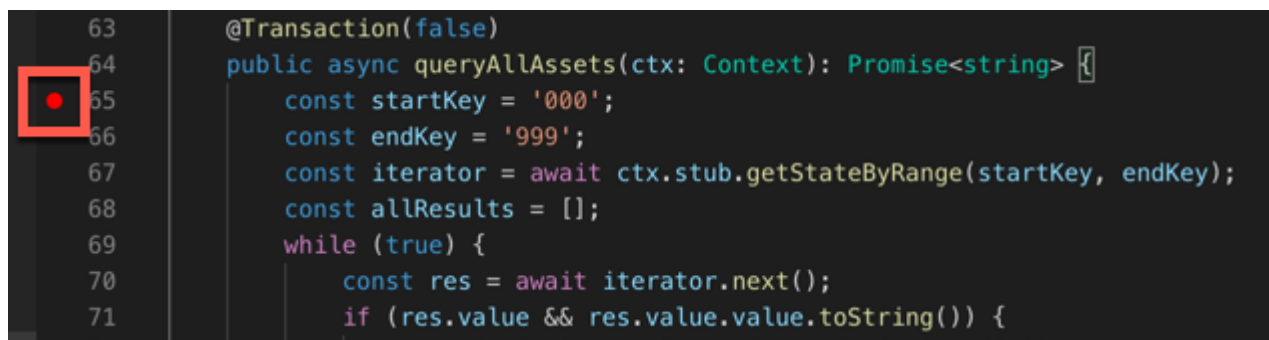 63 @Transaction(false)
64 public async queryAllAssets(ctx: Context): Promise<string> {
65 const startKey = '000';
66 const endKey = '999';
67 const iterator = await ctx.stub.getStateByRange(startKey, endKey);
68 const allResults = [];
69 while (true) {
70 const res = await iterator.next();
71 if (res.value && res.value.value.toString()) {